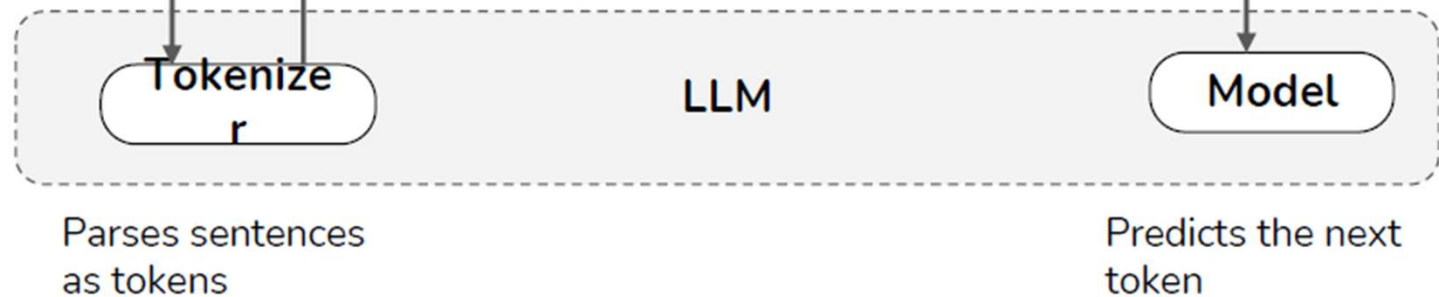 Tokenize
r
LLM
Model
Parses sentences
as tokens
Predicts the next
token